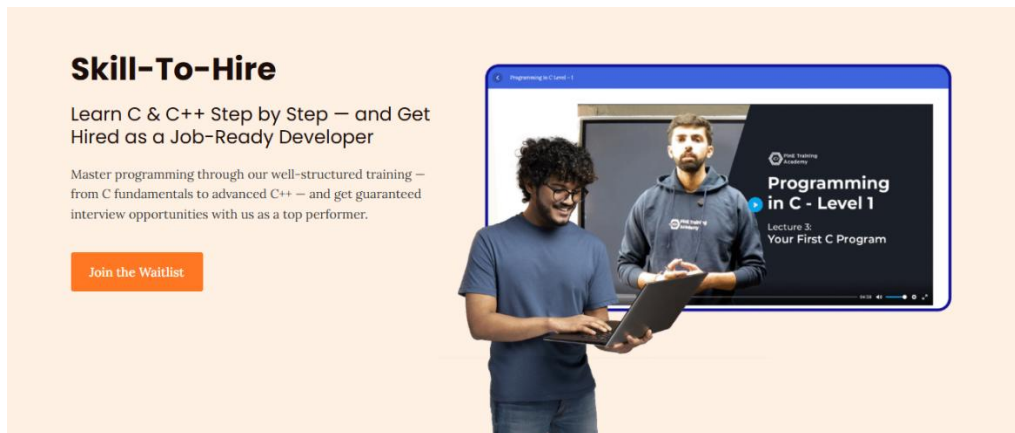 Skill-To-Hire
Learn C & C++ Step by Step — and Get
Hired as a Job-Ready Developer
Master programming through our well-structured training —
from C fundamentals to advanced C++ — and get guaranteed
interview opportunities with us as a top performer.
Join the Waitlist
Programming in C Level - 1
Training
Academy
Programming
in C - Level 1
Lecture 3:
Your First C Program